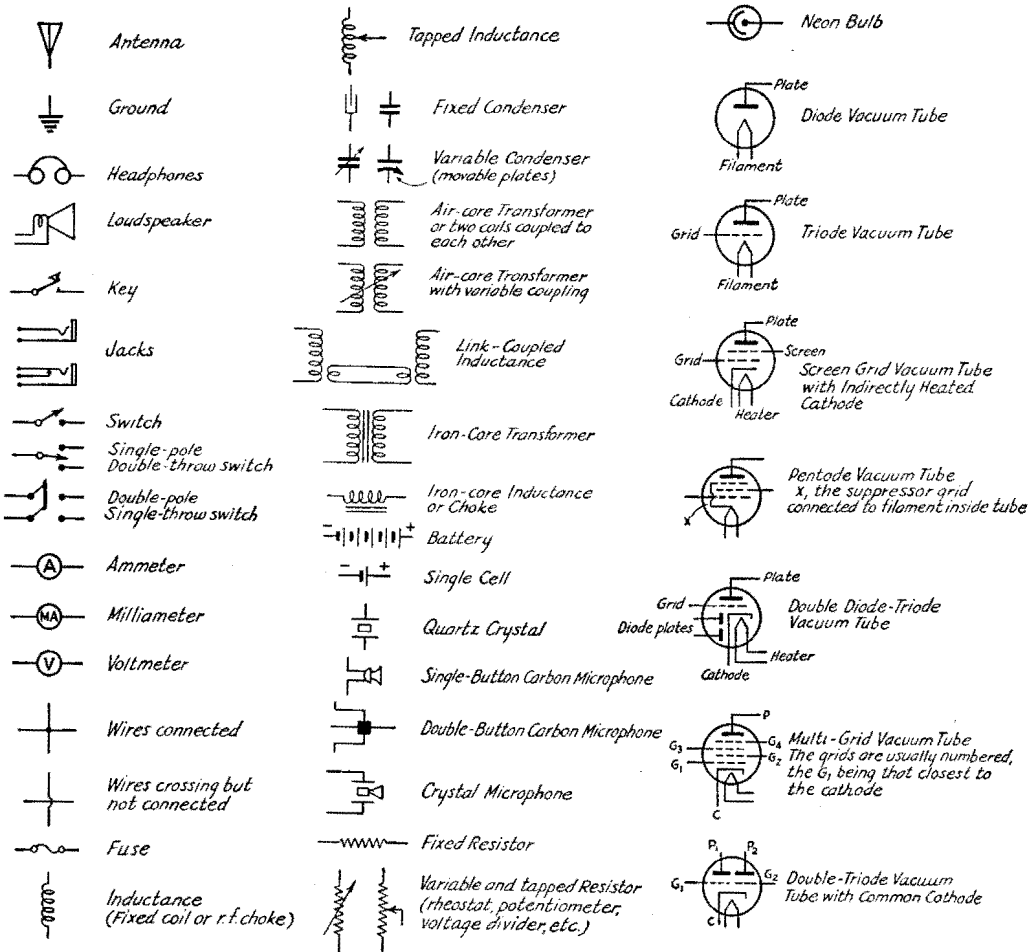 Antenna
Ground
Headphones
Loudspeaker
Key
Jacks
Switch
Single-pole
Double-throw switch
Double-pole
Single-throw switch
A
Ammeter
MA
Milliameter
V
Voltmeter
Wires connected
Wires crossing but
not connected
Fuse
Inductance
(Fixed coil or r.f. choke)
Tapped Inductance
Fixed Condenser
Variable Condenser
(movable plates)
Air-core Transformer
or two coils coupled to
each other
Air-core Transformer
with variable coupling
Link-Coupled
Inductance
Iron-Core Transformer
Iron-core Inductance
or Choke
- +
Battery
- +
Single Cell
Quartz Crystal
Single-Button Carbon Microphone
Double-Button Carbon Microphone
Crystal Microphone
Fixed Resistor
Variable and tapped Resistor
(rheostat, potentiometer,
voltage divider, etc.)
Neon Bulb
Plate
Diode Vacuum Tube
Filament
Plate
Grid
Triode Vacuum Tube
Filament
Plate
Screen
Grid
Screen Grid Vacuum Tube
with Indirectly Heated
Cathode
Cathode
Heater
Pentode Vacuum Tube
X, the suppressor grid
connected to filament inside tube
X
Plate
Grid
Double Diode-Triode
Vacuum Tube
Diode plates
Heater
Cathode
P
G4
G3
G2
G1
Multi-Grid Vacuum Tube
The grids are usually numbered,
the G1 being that closest to
the cathode
C
P1 P2
G1
G2
Double-Triode Vacuum
Tube with Common Cathode
C